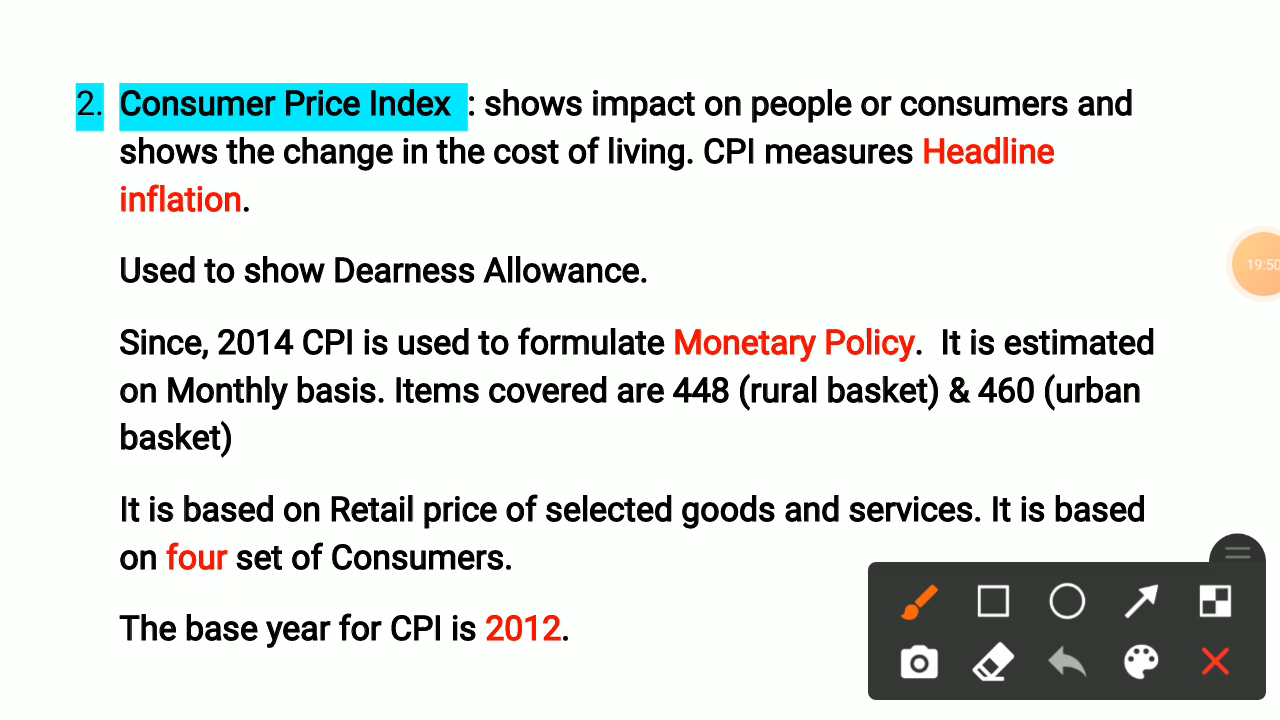 2. Consumer Price Index : shows impact on people or consumers and
shows the change in the cost of living. CPI measures Headline
inflation.
Used to show Dearness Allowance.
Since, 2014 CPI is used to formulate Monetary Policy. It is estimated
on Monthly basis. Items covered are 448 (rural basket) & 460 (urban
basket)
It is based on Retail price of selected goods and services. It is based
on four set of Consumers.
The base year for CPI is 2012.
19:50